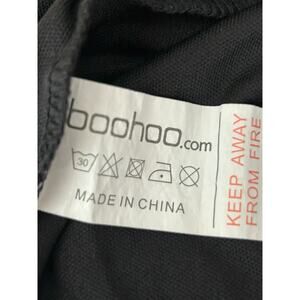 boohoo.com
30
MADE IN CHINA
KEEP AWAY
FROM FIRE